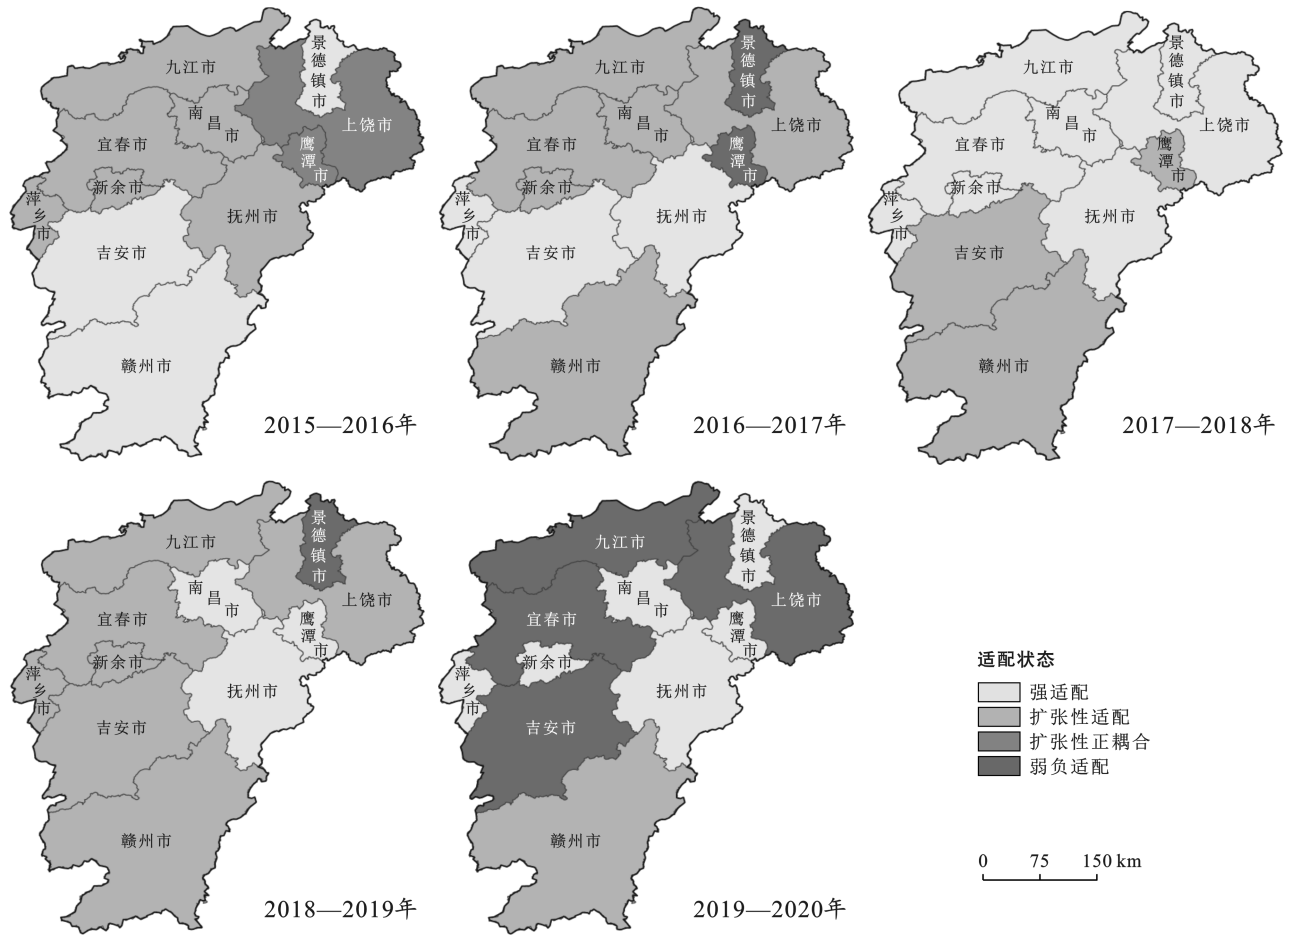 景德镇市
九江市
南昌市
上饶市
宜春市
鹰潭市
新余市
萍乡市
抚州市
吉安市
赣州市
2015—2016年
景德镇市
九江市
南昌市
上饶市
宜春市
鹰潭市
新余市
萍乡市
抚州市
吉安市
赣州市
2016—2017年
景德镇市
九江市
南昌市
上饶市
宜春市
鹰潭市
新余市
萍乡市
抚州市
吉安市
赣州市
2017—2018年
景德镇市
九江市
南昌市
上饶市
宜春市
鹰潭市
新余市
萍乡市
抚州市
吉安市
赣州市
2018—2019年
景德镇市
九江市
南昌市
上饶市
宜春市
鹰潭市
新余市
萍乡市
抚州市
吉安市
赣州市
2019—2020年
适配状态
强适配
扩张性适配
扩张性正耦合
弱负适配
0 75 150 km